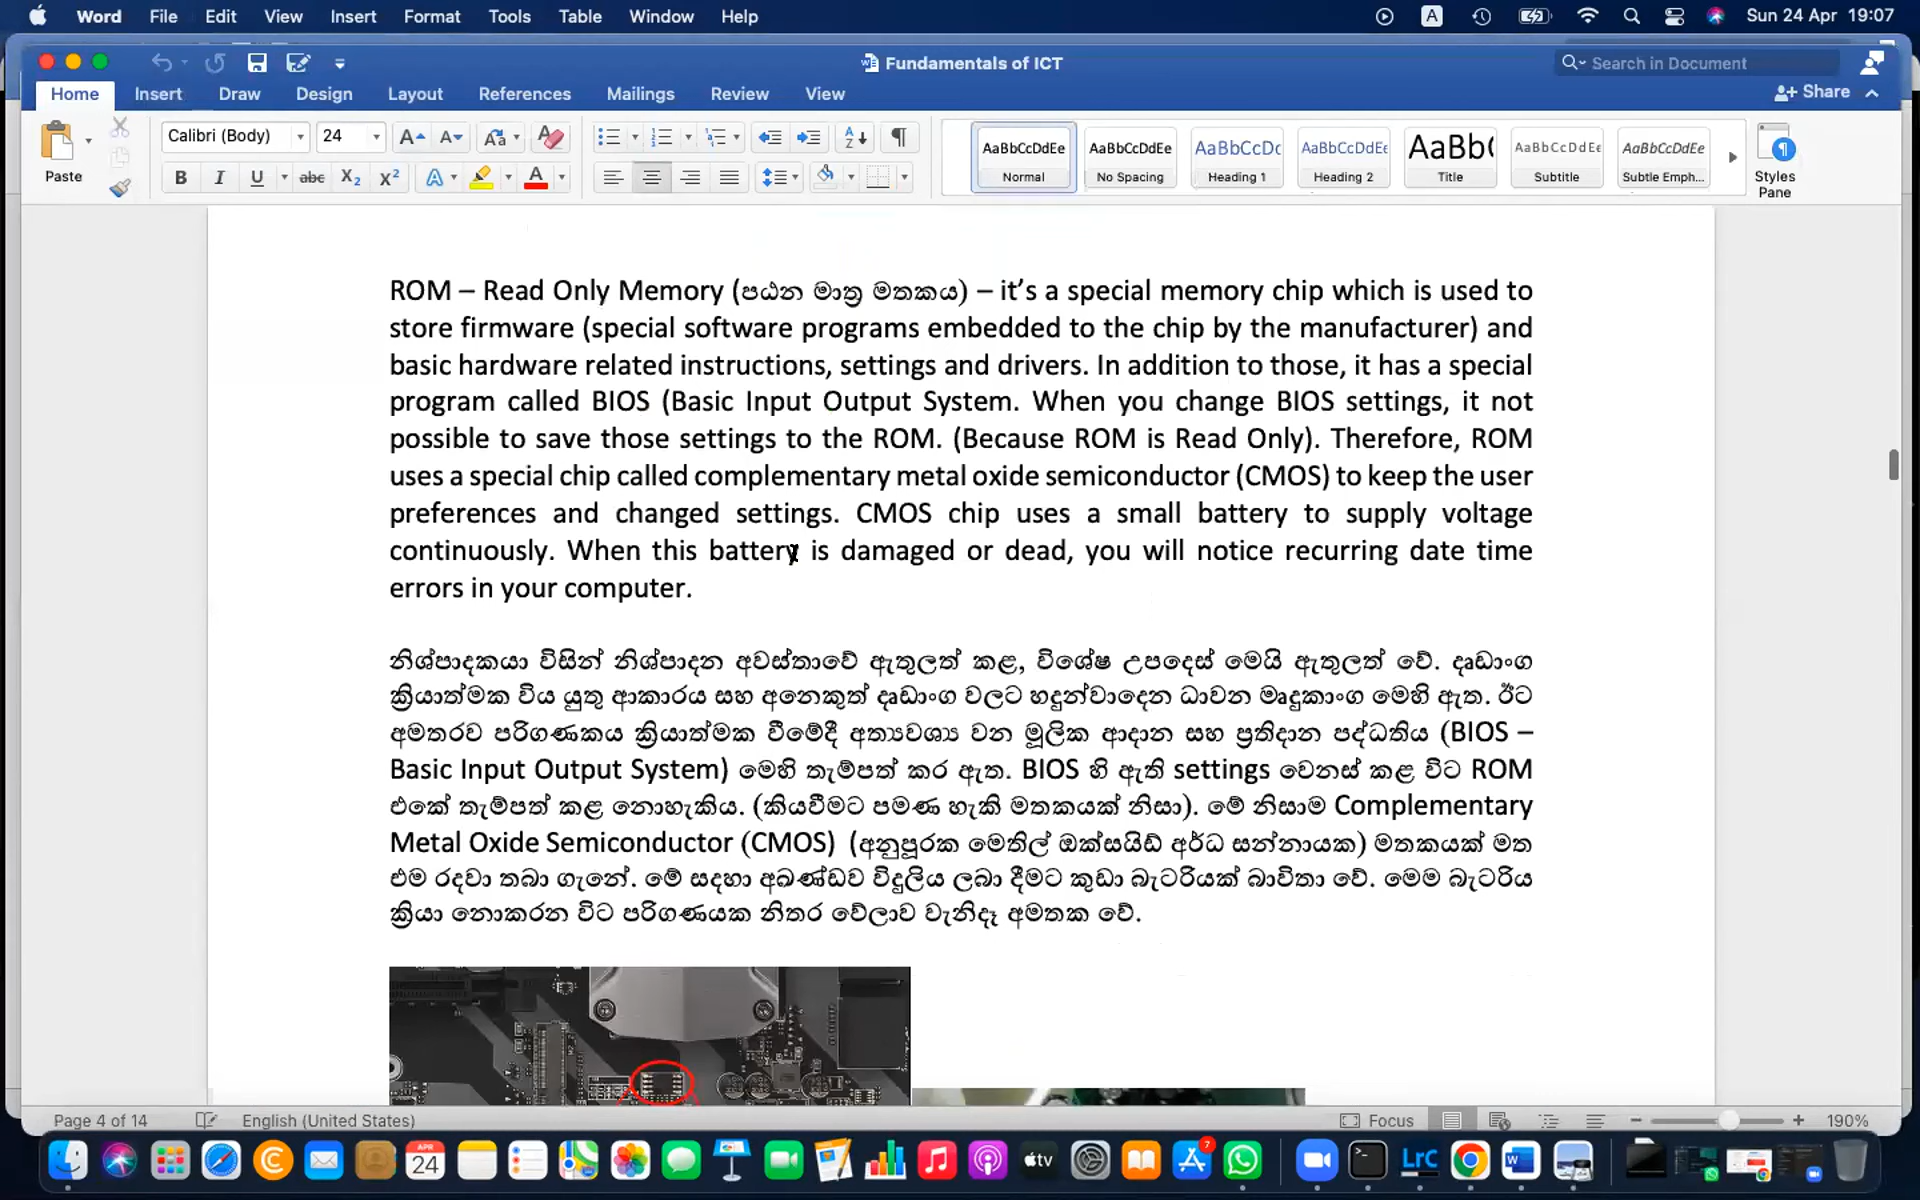 Word File Edit View Insert Format Tools Table Window Help A Sun 24 Apr 19:07
Fundamentals of ICT Search in Document
Home Insert Draw Design Layout References Mailings Review View Share
Paste Calibri (Body) 24 A A Aa A A↓Z ¶
B I U abc X₂ X² A A
AaBbCcDdEe AaBbCcDdEe AaBbCcDc AaBbCcDdEe AaBb( AaBbCcDdEe AaBbCcDdEe
Normal No Spacing Heading 1 Heading 2 Title Subtitle Subtle Emph... Styles Pane
ROM – Read Only Memory (පඨන මාත්‍ර මතකය) – it’s a special memory chip which is used to
store firmware (special software programs embedded to the chip by the manufacturer) and
basic hardware related instructions, settings and drivers. In addition to those, it has a special
program called BIOS (Basic Input Output System. When you change BIOS settings, it not
possible to save those settings to the ROM. (Because ROM is Read Only). Therefore, ROM
uses a special chip called complementary metal oxide semiconductor (CMOS) to keep the user
preferences and changed settings. CMOS chip uses a small battery to supply voltage
continuously. When this battery is damaged or dead, you will notice recurring date time
errors in your computer.
නිශ්පාදකයා විසින් නිශ්පාදන අවස්තාවේ ඇතුලත් කළ, විශේෂ උපදෙස් මෙයි ඇතුලත් වේ. දෘඩාංග
ක්‍රියාත්මක විය යුතු ආකාරය සහ අනෙකුත් දෘඩාංග වලට හදුන්වාදෙන ධාවන මෘදුකාංග මෙහි ඇත. ඊට
අමතරව පරිගණකය ක්‍රියාත්මක වීමේදී අත්‍යවශ්‍ය වන මූලික ආදාන සහ ප්‍රතිදාන පද්ධතිය (BIOS –
Basic Input Output System) මෙහි තැම්පත් කර ඇත. BIOS හි ඇති settings වෙනස් කළ විට ROM
එකේ තැම්පත් කළ නොහැකිය. (කියවීමට පමණ හැකි මතකයක් නිසා). මේ නිසාම Complementary
Metal Oxide Semiconductor (CMOS) (අනුපූරක මෙතිල් ඔක්සයිඩ් අර්ධ සන්නායක) මතකයක් මත
එම රදවා තබා ගැනේ. මේ සදහා අඛණ්ඩව විදුලිය ලබා දීමට කුඩා බැටරියක් බාවිතා වේ. මෙම බැටරිය
ක්‍රියා නොකරන විට පරිගණයක නිතර වේලාව වැනිදෑ අමතක වේ.
Page 4 of 14 English (United States) Focus 190%
APR 24 tv 7 LrC W